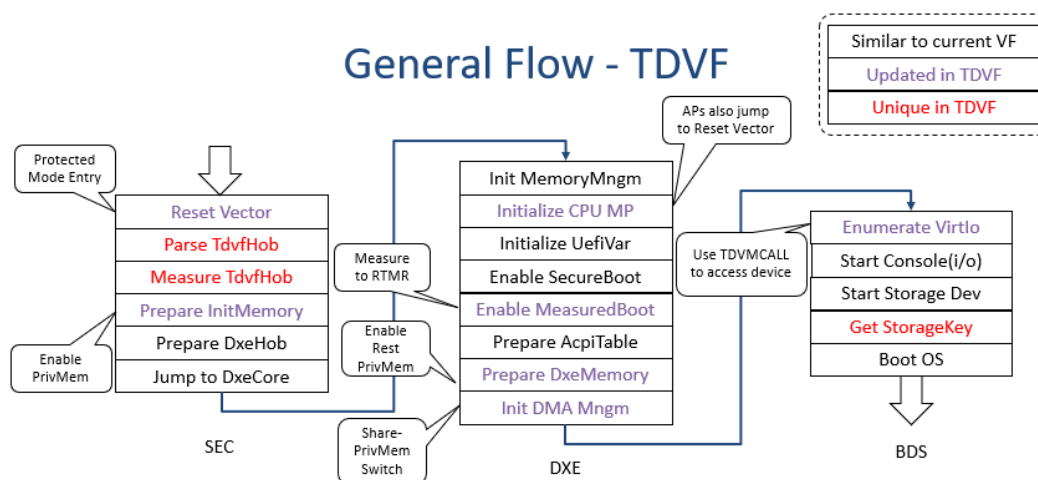 General Flow - TDVF
Similar to current VF
Updated in TDVF
Unique in TDVF
Protected
Mode Entry
Reset Vector
Parse TdvfHob
Measure TdvfHob
Prepare InitMemory
Prepare DxeHob
Jump to DxeCore
Enable
PrivMem
SEC
APs also jump
to Reset Vector
Init MemoryMngm
Initialize CPU MP
Initialize UefiVar
Enable SecureBoot
Enable MeasuredBoot
Prepare AcpiTable
Prepare DxeMemory
Init DMA Mngm
Measure
to RTMR
Enable
Rest
PrivMem
Share-
PrivMem
Switch
DXE
Use TDVMCALL
to access device
Enumerate VirtIo
Start Console(i/o)
Start Storage Dev
Get StorageKey
Boot OS
BDS